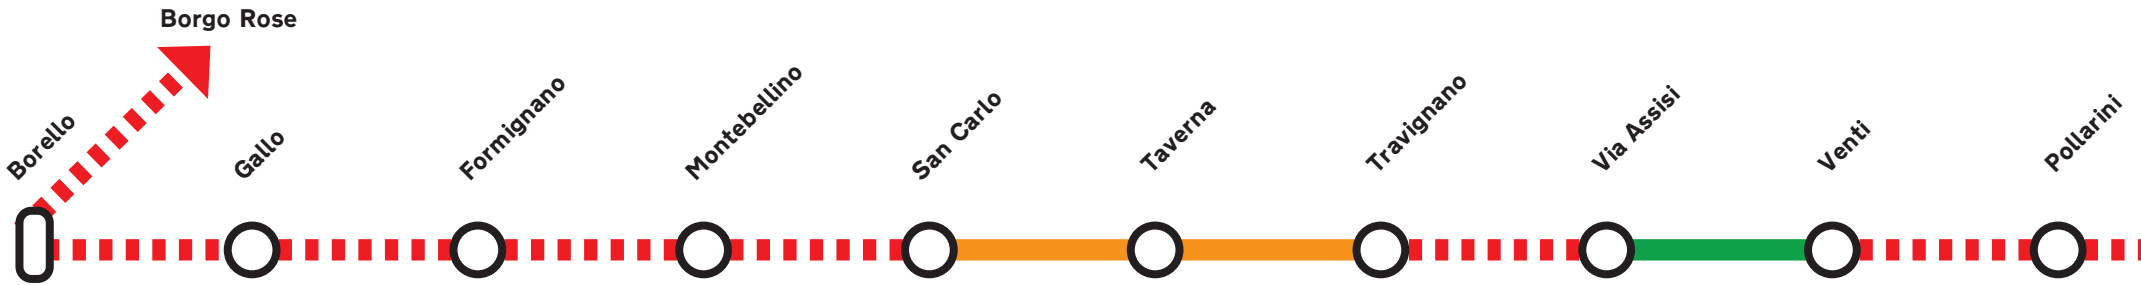 Borgo Rose
Borello
Gallo
Formignano
Montebellino
San Carlo
Taverna
Travignano
Via Assisi
Venti
Pollarini